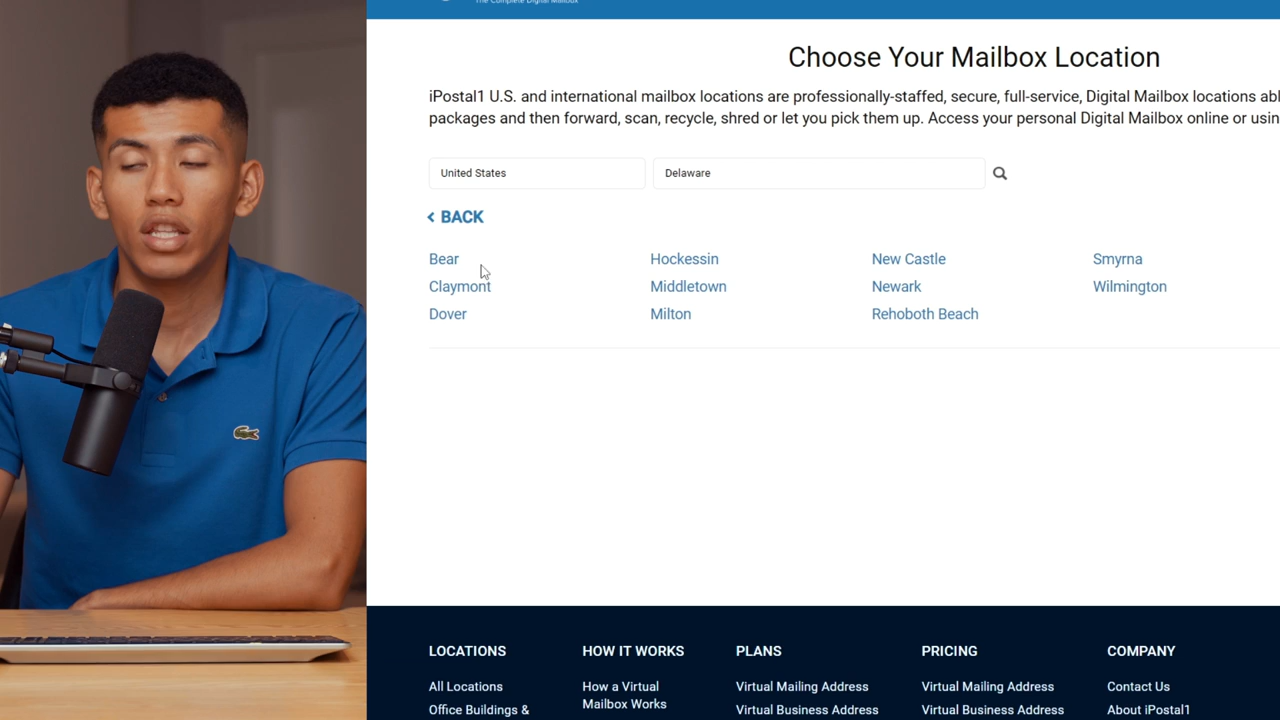 The Complete Digital Mailbox
Choose Your Mailbox Location
iPostal1 U.S. and international mailbox locations are professionally-staffed, secure, full-service, Digital Mailbox locations
packages and then forward, scan, recycle, shred or let you pick them up. Access your personal Digital Mailbox online or
United States
Delaware
< BACK
Bear Hockessin New Castle Smyrna
Claymont Middletown Newark Wilmington
Dover Milton Rehoboth Beach
LOCATIONS HOW IT WORKS PLANS PRICING COMPANY
All Locations How a Virtual Virtual Mailing Address Virtual Mailing Address Contact Us
Mailbox Works
Office Buildings & Virtual Business Address Virtual Business Address About iPostal1